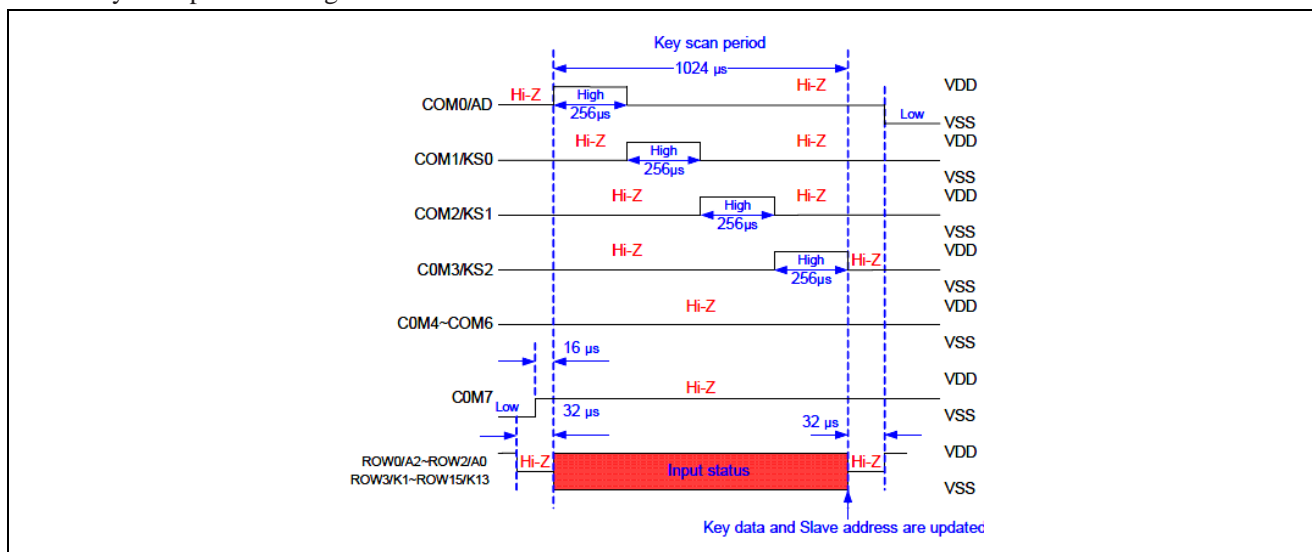 Key scan period
1024 µs
Hi-Z
Hi-Z
VDD
High
COM0/AD
256µs
Low
VSS
Hi-Z
Hi-Z
VDD
High
COM1/KS0
256µs
VSS
Hi-Z
Hi-Z
VDD
High
COM2/KS1
256µs
VSS
Hi-Z
VDD
High
Hi-Z
C0M3/KS2
256µs
VSS
Hi-Z
VDD
C0M4~COM6
VSS
16 µs
VDD
Hi-Z
C0M7
Low
32 µs
32 µs
VSS
VDD
ROW0/A2~ROW2/A0
Hi-Z
Input status
Hi-Z
ROW3/K1~ROW15/K13
VSS
Key data and Slave address are updated